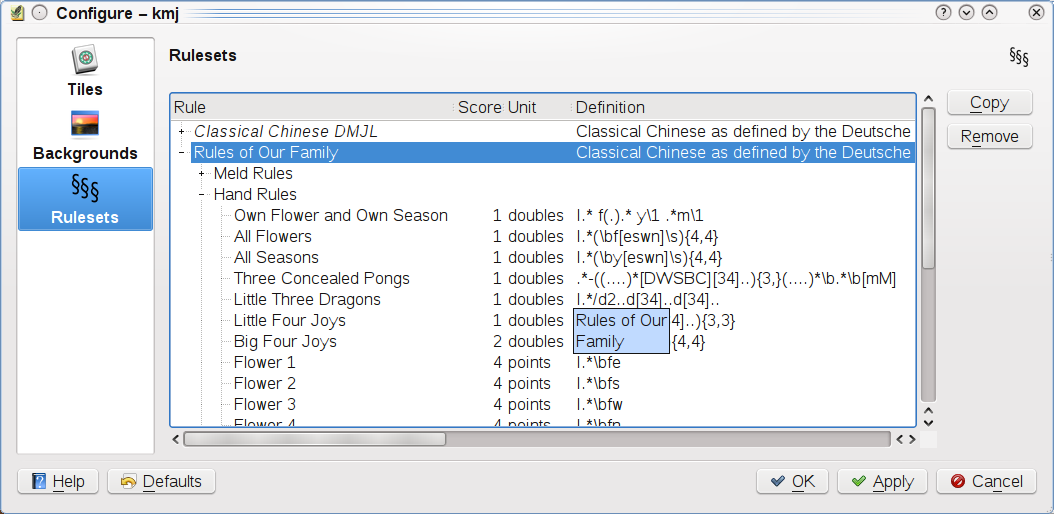 Configure – kmj
Tiles
Backgrounds
§§§
Rulesets
Rulesets
§§§
Rule Score Unit Definition
Classical Chinese DMJL Classical Chinese as defined by the Deutsche
Rules of Our Family Classical Chinese as defined by the Deutsche
Meld Rules
Hand Rules
Own Flower and Own Season 1 doubles I.* f(.).* y\1 .*m\1
All Flowers 1 doubles I.*(\bf[eswn]\s){4,4}
All Seasons 1 doubles I.*(\by[eswn]\s){4,4}
Three Concealed Pongs 1 doubles .*-((....)*[DWSBC][34]..){3,}(....)*\b.*\b[mM]
Little Three Dragons 1 doubles I.*/d2..d[34]..d[34]..
Little Four Joys 1 doubles Rules of Our 4]..){3,3}
Big Four Joys 2 doubles Family {4,4}
Flower 1 4 points I.*\bfe
Flower 2 4 points I.*\bfs
Flower 3 4 points I.*\bfw
Flower 4 4 points I.*\bfn
Copy
Remove
Help Defaults OK Apply Cancel